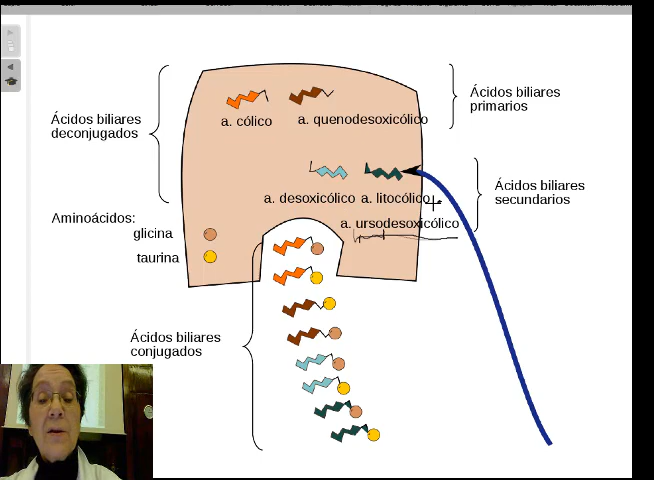 Ácidos biliares
deconjugados
a. cólico
a. quenodesoxicólico
Ácidos biliares
primarios
a. desoxicólico
a. litocólico
Ácidos biliares
secundarios
a. ursodesoxicólico
Aminoácidos:
glicina
taurina
Ácidos biliares
conjugados